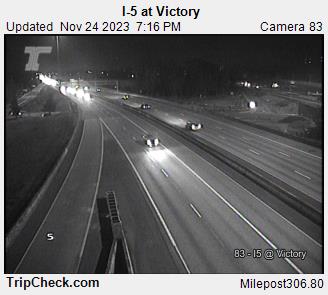 I-5 at Victory
Updated Nov 24 2023 7:16 PM Camera 83
T
S
83 - I5 @ Victory
TripCheck.com Milepost306.80